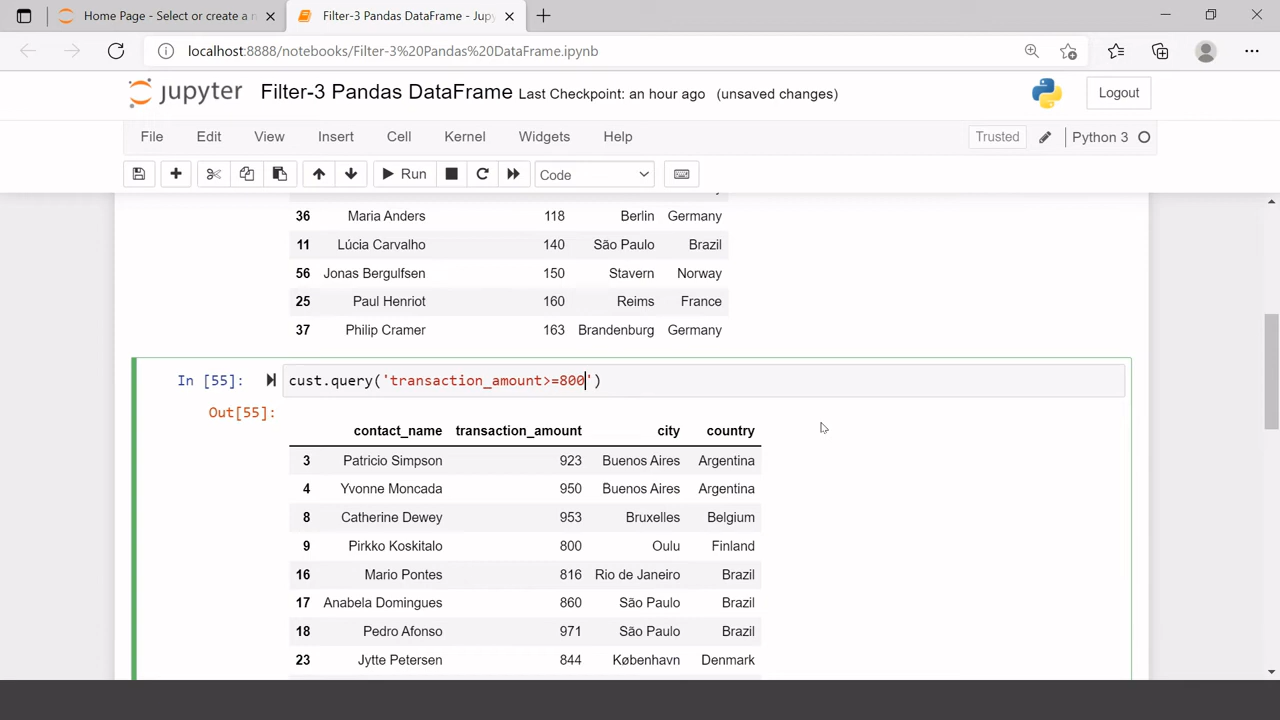 Home Page - Select or create a n
Filter-3 Pandas DataFrame - Jup
localhost:8888/notebooks/Filter-3%20Pandas%20DataFrame.ipynb
jupyter Filter-3 Pandas DataFrame Last Checkpoint: an hour ago (unsaved changes) Logout
File Edit View Insert Cell Kernel Widgets Help Trusted Python 3
Run Code
36 Maria Anders 118 Berlin Germany
11 Lúcia Carvalho 140 São Paulo Brazil
56 Jonas Bergulfsen 150 Stavern Norway
25 Paul Henriot 160 Reims France
37 Philip Cramer 163 Brandenburg Germany
In [55]: cust.query('transaction_amount>=800')
Out[55]:
contact_name transaction_amount city country
3 Patricio Simpson 923 Buenos Aires Argentina
4 Yvonne Moncada 950 Buenos Aires Argentina
8 Catherine Dewey 953 Bruxelles Belgium
9 Pirkko Koskitalo 800 Oulu Finland
16 Mario Pontes 816 Rio de Janeiro Brazil
17 Anabela Domingues 860 São Paulo Brazil
18 Pedro Afonso 971 São Paulo Brazil
23 Jytte Petersen 844 København Denmark